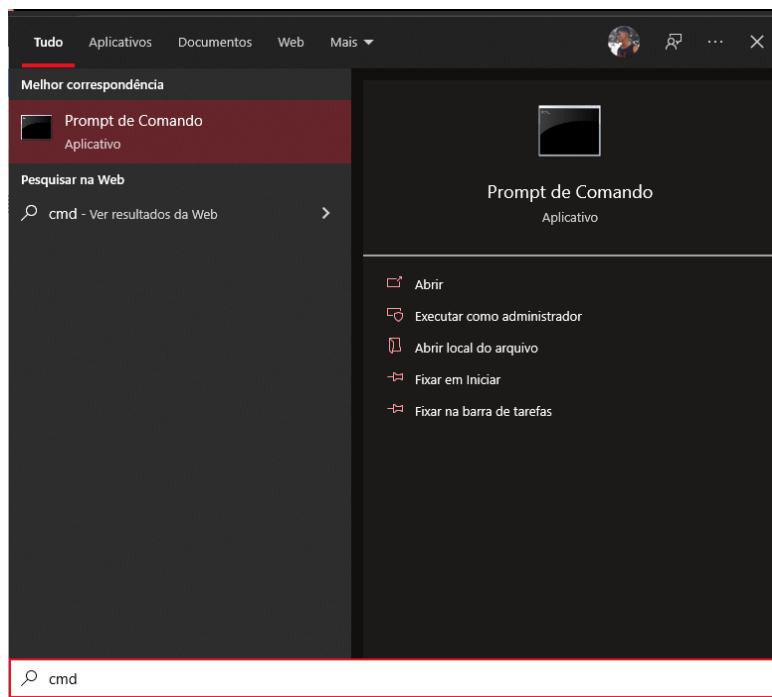 Tudo Aplicativos Documentos Web Mais
Melhor correspondência
Prompt de Comando
Aplicativo
Pesquisar na Web
cmd - Ver resultados da Web
Prompt de Comando
Aplicativo
Abrir
Executar como administrador
Abrir local do arquivo
Fixar em Iniciar
Fixar na barra de tarefas
cmd